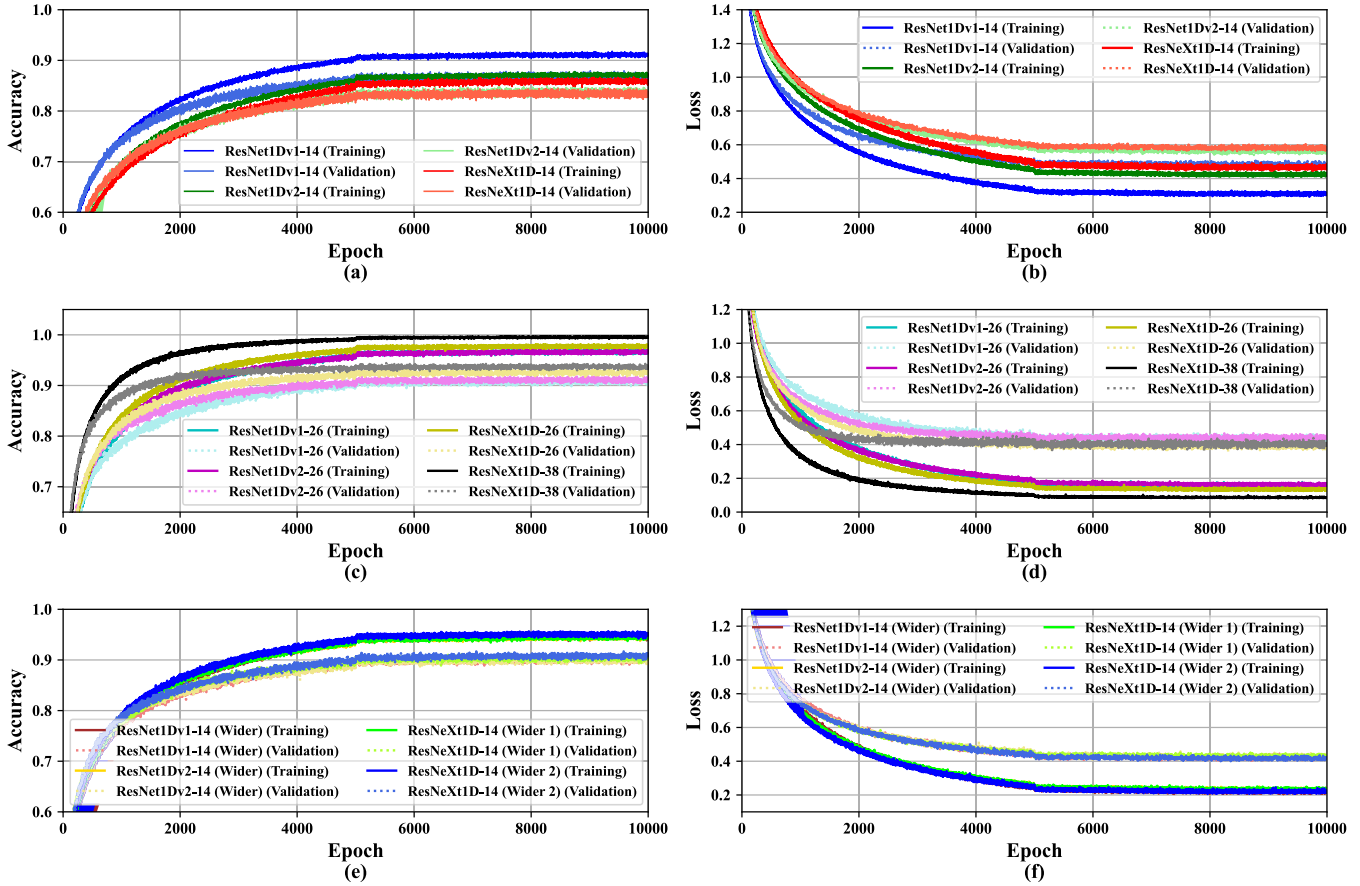 Accuracy
1.0
0.9
0.8
0.7
0.6
ResNet1Dv1-14 (Training)
ResNet1Dv1-14 (Validation)
ResNet1Dv2-14 (Training)
ResNet1Dv2-14 (Validation)
ResNeXt1D-14 (Training)
ResNeXt1D-14 (Validation)
0 2000 4000 6000 8000 10000
Epoch
(a)
Loss
1.4
1.2
1.0
0.8
0.6
0.4
0.2
ResNet1Dv1-14 (Training)
ResNet1Dv1-14 (Validation)
ResNet1Dv2-14 (Training)
ResNet1Dv2-14 (Validation)
ResNeXt1D-14 (Training)
ResNeXt1D-14 (Validation)
0 2000 4000 6000 8000 10000
Epoch
(b)
Accuracy
1.0
0.9
0.8
0.7
ResNet1Dv1-26 (Training)
ResNet1Dv1-26 (Validation)
ResNet1Dv2-26 (Training)
ResNet1Dv2-26 (Validation)
ResNeXt1D-26 (Training)
ResNeXt1D-26 (Validation)
ResNeXt1D-38 (Training)
ResNeXt1D-38 (Validation)
0 2000 4000 6000 8000 10000
Epoch
(c)
Loss
1.2
1.0
0.8
0.6
0.4
0.2
0.0
ResNet1Dv1-26 (Training)
ResNet1Dv1-26 (Validation)
ResNet1Dv2-26 (Training)
ResNet1Dv2-26 (Validation)
ResNeXt1D-26 (Training)
ResNeXt1D-26 (Validation)
ResNeXt1D-38 (Training)
ResNeXt1D-38 (Validation)
0 2000 4000 6000 8000 10000
Epoch
(d)
Accuracy
1.0
0.9
0.8
0.7
0.6
ResNet1Dv1-14 (Wider) (Training)
ResNet1Dv1-14 (Wider) (Validation)
ResNet1Dv2-14 (Wider) (Training)
ResNet1Dv2-14 (Wider) (Validation)
ResNeXt1D-14 (Wider 1) (Training)
ResNeXt1D-14 (Wider 1) (Validation)
ResNeXt1D-14 (Wider 2) (Training)
ResNeXt1D-14 (Wider 2) (Validation)
0 2000 4000 6000 8000 10000
Epoch
(e)
Loss
1.2
1.0
0.8
0.6
0.4
0.2
ResNet1Dv1-14 (Wider) (Training)
ResNet1Dv1-14 (Wider) (Validation)
ResNet1Dv2-14 (Wider) (Training)
ResNet1Dv2-14 (Wider) (Validation)
ResNeXt1D-14 (Wider 1) (Training)
ResNeXt1D-14 (Wider 1) (Validation)
ResNeXt1D-14 (Wider 2) (Training)
ResNeXt1D-14 (Wider 2) (Validation)
0 2000 4000 6000 8000 10000
Epoch
(f)